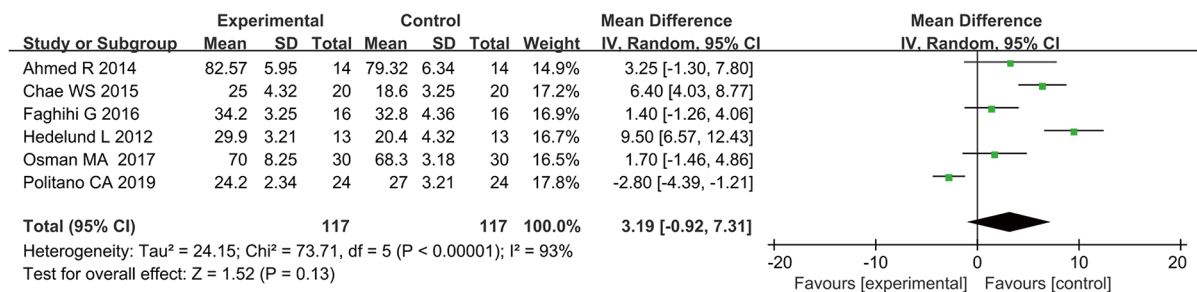 Experimental Control Mean Difference Mean Difference
Study or Subgroup Mean SD Total Mean SD Total Weight IV, Random, 95% CI IV, Random, 95% CI
Ahmed R 2014 82.57 5.95 14 79.32 6.34 14 14.9% 3.25 [-1.30, 7.80]
Chae WS 2015 25 4.32 20 18.6 3.25 20 17.2% 6.40 [4.03, 8.77]
Faghihi G 2016 34.2 3.25 16 32.8 4.36 16 16.9% 1.40 [-1.26, 4.06]
Hedelund L 2012 29.9 3.21 13 20.4 4.32 13 16.7% 9.50 [6.57, 12.43]
Osman MA 2017 70 8.25 30 68.3 3.18 30 16.5% 1.70 [-1.46, 4.86]
Politano CA 2019 24.2 2.34 24 27 3.21 24 17.8% -2.80 [-4.39, -1.21]
Total (95% CI) 117 117 100.0% 3.19 [-0.92, 7.31]
Heterogeneity: Tau² = 24.15; Chi² = 73.71, df = 5 (P < 0.00001); I² = 93%
Test for overall effect: Z = 1.52 (P = 0.13)
-20 -10 0 10 20
Favours [experimental] Favours [control]